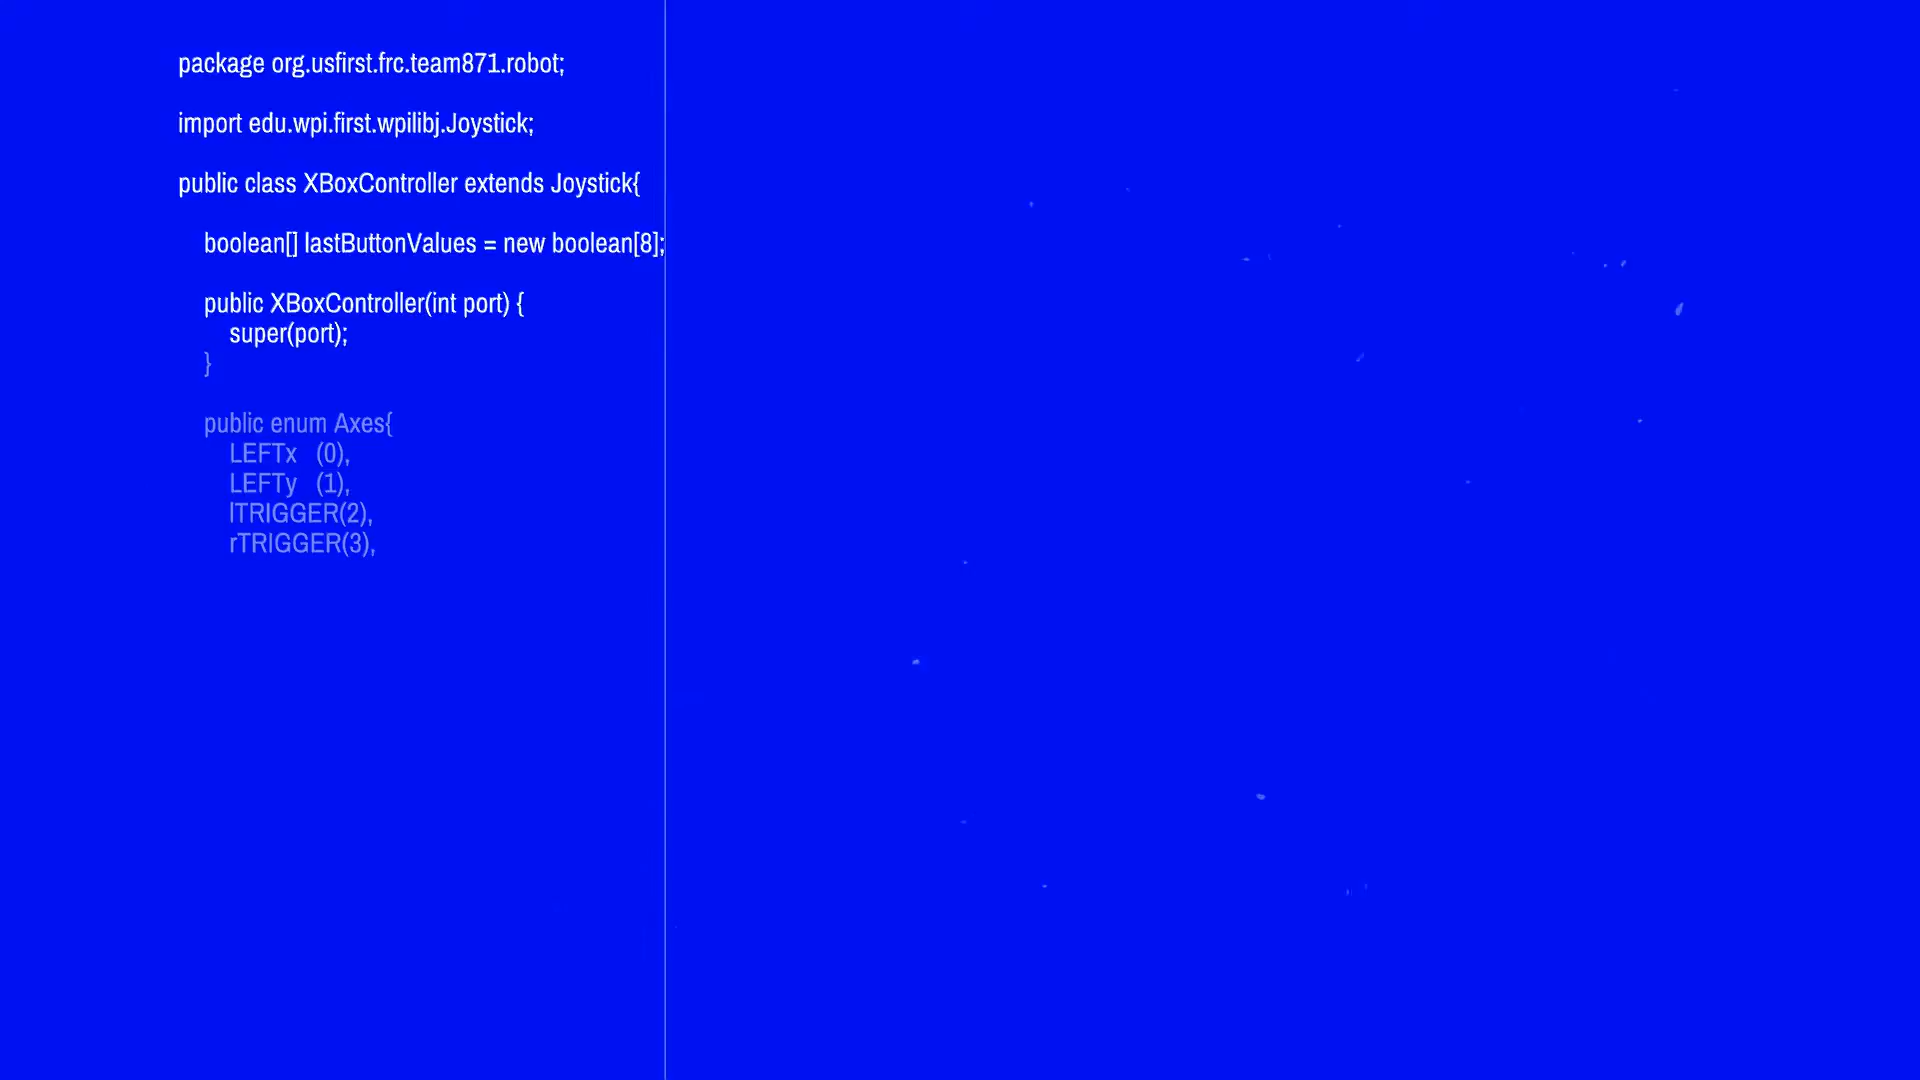 package org.usfirst.frc.team871.robot;
import edu.wpi.first.wpilibj.Joystick;
public class XBoxController extends Joystick{
boolean[] lastButtonValues = new boolean[8];
public XBoxController(int port) {
super(port);
}
public enum Axes{
LEFTx (0),
LEFTy (1),
lTRIGGER(2),
rTRIGGER(3),